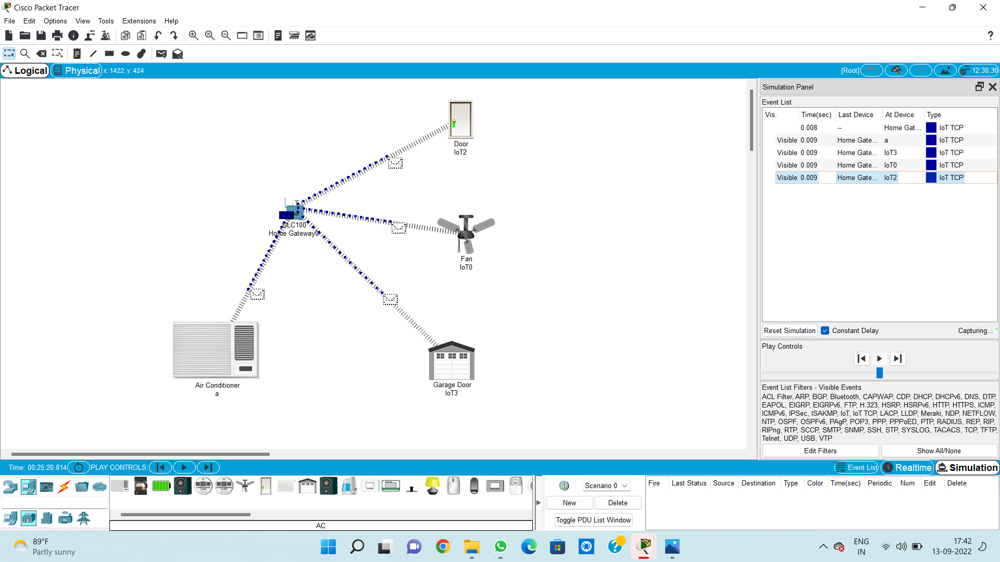 Cisco Packet Tracer
File Edit Options View Tools Extensions Help
Logical Physical x: 1422, y: 424 [Root] 12:38:30
Door
IoT2
DLC100
Home Gateway0
Fan
IoT0
Air Conditioner
a
Garage Door
IoT3
Simulation Panel
Event List
Vis. Time(sec) Last Device At Device Type
0.008 -- Home Gat... IoT TCP
Visible 0.009 Home Gate... a IoT TCP
Visible 0.009 Home Gate... IoT3 IoT TCP
Visible 0.009 Home Gate... IoT0 IoT TCP
Visible 0.009 Home Gate... IoT2 IoT TCP
Reset Simulation Constant Delay Capturing...
Play Controls
Event List Filters - Visible Events
ACL Filter, ARP, BGP, Bluetooth, CAPWAP, CDP, DHCP, DHCPv6, DNS, DTP,
EAPOL, EIGRP, EIGRPv6, FTP, H.323, HSRP, HSRPv6, HTTP, HTTPS, ICMP,
ICMPv6, IPSec, ISAKMP, IoT, IoT TCP, LACP, LLDP, Meraki, NDP, NETFLOW,
NTP, OSPF, OSPFv6, PAgP, POP3, PPP, PPPoED, PTP, RADIUS, REP, RIP,
RIPng, RTP, SCCP, SMTP, SNMP, SSH, STP, SYSLOG, TACACS, TCP, TFTP,
Telnet, UDP, USB, VTP
Edit Filters Show All/None
Time: 00:25:20.814 PLAY CONTROLS: Event List Realtime Simulation
Scenario 0
New Delete
Toggle PDU List Window
Fire Last Status Source Destination Type Color Time(sec) Periodic Num Edit Delete
AC
89°F
Partly sunny
ENG
IN
17:42
13-09-2022